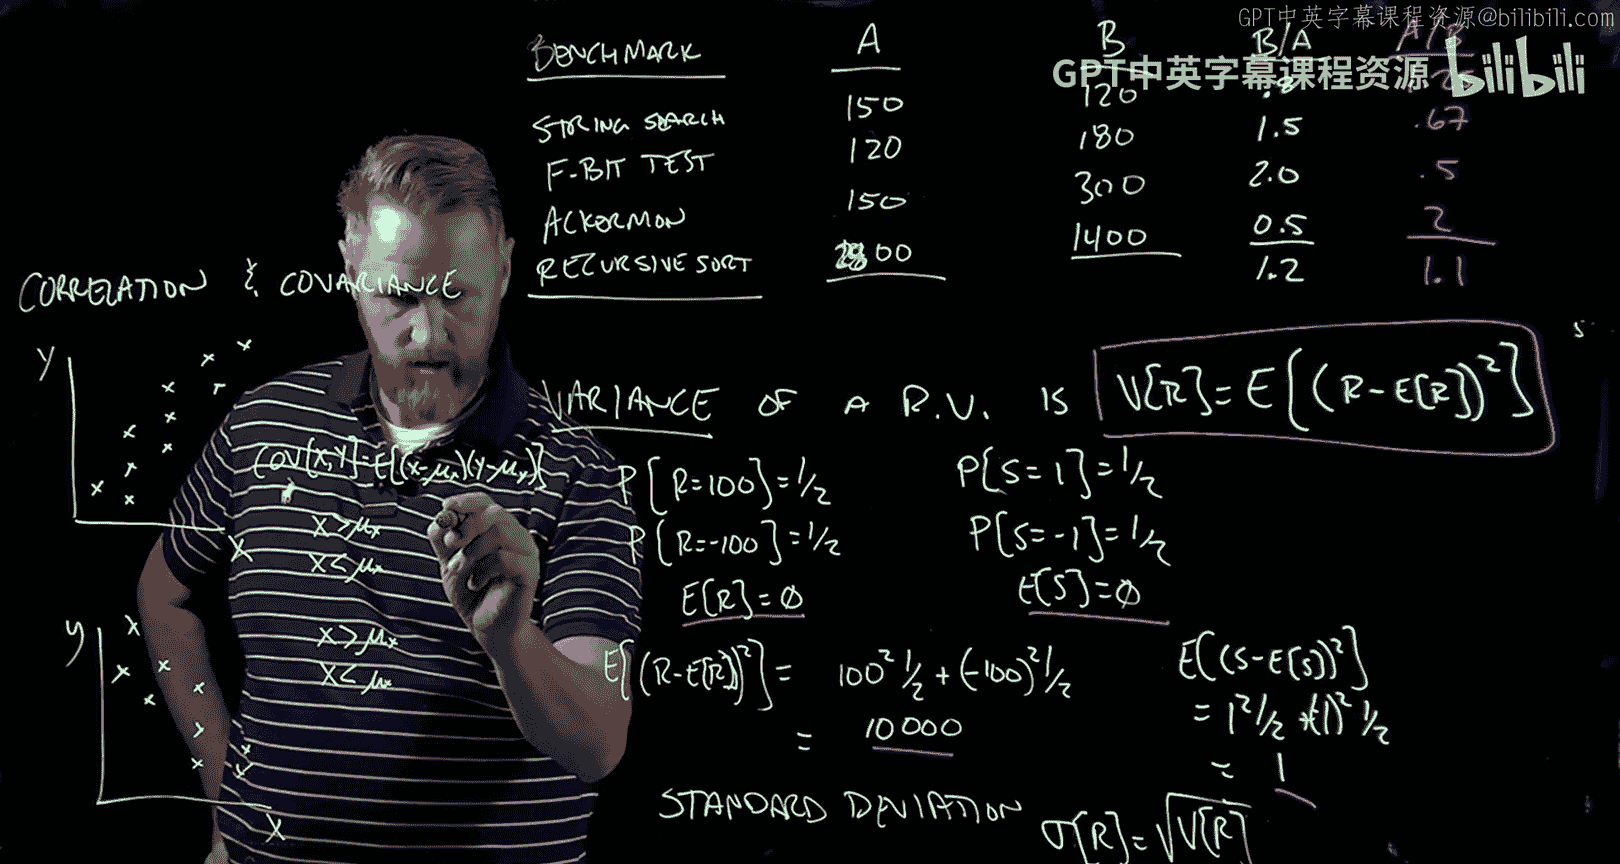 GPT中英字幕课程资源@bilibili.com
GPT中英字幕课程资源 bilibili
BENCHMARK A B B/A A/B
STRING SEARCH 150 120
F-BIT TEST 120 180 1.5 .67
ACKERMON 150 300 2.0 .5
RECURSIVE SORT 1400 0.5 2
1.2 1.1
CORRELATION & COVARIANCE
Y
X
COV[X,Y]=E[(X-μx)(Y-μy)]
X>μx
X<μx
y
X
X>μx
X<μx
VARIANCE OF A R.V. IS V[R]=E[(R-E[R])²]
P[R=100]=1/2
P[R=-100]=1/2
E[R]=0
P[S=1]=1/2
P[S=-1]=1/2
E[S]=0
E[(R-E[R])²]= 100² 1/2 + (-100)² 1/2
= 10000
E[(S-E[S])²]
= 1² 1/2 + (-1)² 1/2
= 1
STANDARD DEVIATION σ[R]=√V[R]